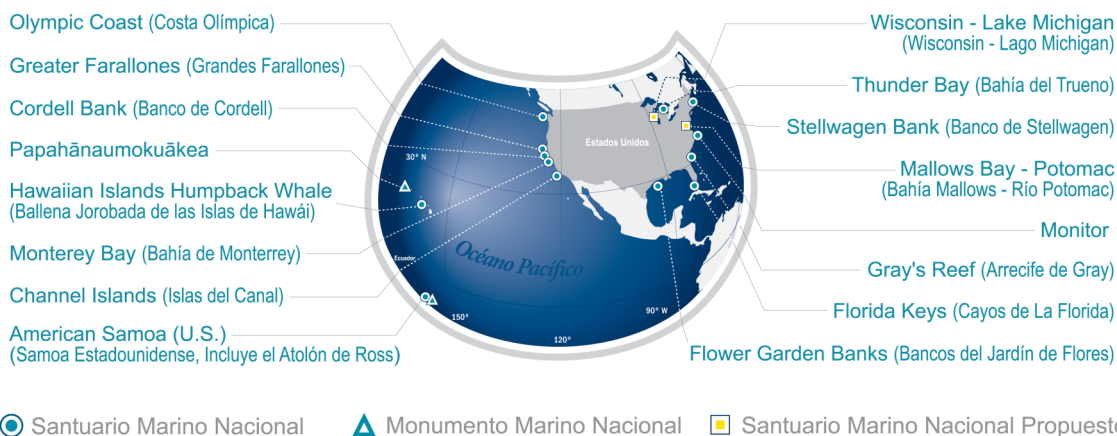 Olympic Coast (Costa Olímpica)
Greater Farallones (Grandes Farallones)
Cordell Bank (Banco de Cordell)
Papahānaumokuākea
Hawaiian Islands Humpback Whale
(Ballena Jorobada de las Islas de Hawái)
Monterey Bay (Bahía de Monterrey)
Channel Islands (Islas del Canal)
American Samoa (U.S.)
(Samoa Estadounidense, Incluye el Atolón de Ross)
30° N
Ecuador
150°
120°
90° W
Estados Unidos
Océano Pacífico
Wisconsin - Lake Michigan
(Wisconsin - Lago Michigan)
Thunder Bay (Bahía del Trueno)
Stellwagen Bank (Banco de Stellwagen)
Mallows Bay - Potomac
(Bahía Mallows - Río Potomac)
Monitor
Gray's Reef (Arrecife de Gray)
Florida Keys (Cayos de La Florida)
Flower Garden Banks (Bancos del Jardín de Flores)
Santuario Marino Nacional
Monumento Marino Nacional
Santuario Marino Nacional Propuest